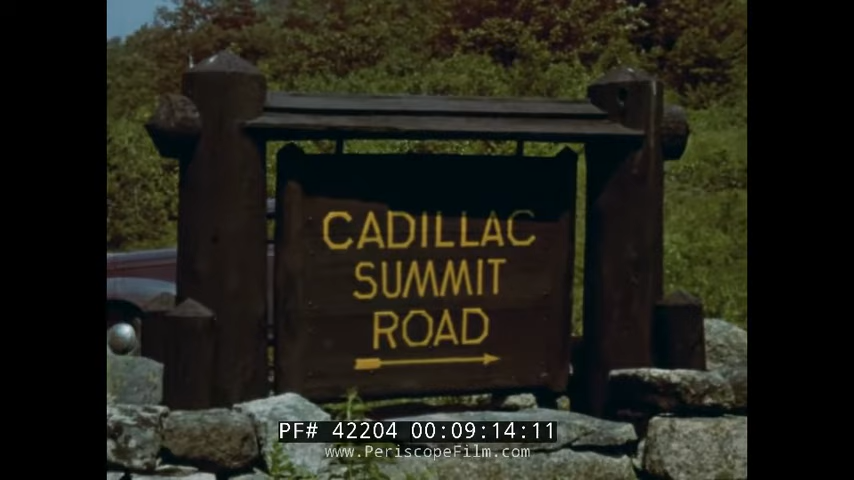 CADILLAC
SUMMIT
ROAD
PF# 42204 00:09:14:11
www.PeriscopeFilm.com